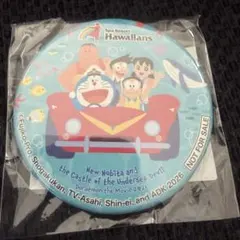 Spa Resort
Hawaiians
New Nobita and
the Castle of the Undersea Devil
Fujiko-Pro, Shogakukan, TV-Asahi, Shin-ei, and ADK 2026
NOT FOR SALE